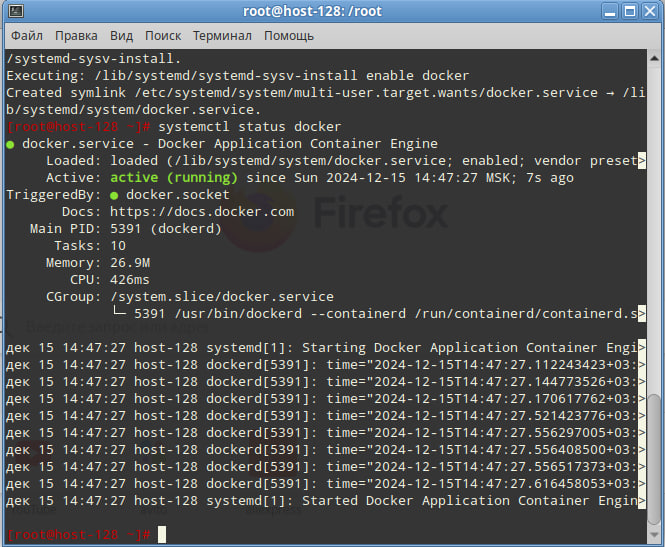 root@host-128: /root
Файл Правка Вид Поиск Терминал Помощь
/systemd-sysv-install.
Executing: /lib/systemd/systemd-sysv-install enable docker
Created symlink /etc/systemd/system/multi-user.target.wants/docker.service → /li
b/systemd/system/docker.service.
[root@host-128 ~]# systemctl status docker
● docker.service - Docker Application Container Engine
Loaded: loaded (/lib/systemd/system/docker.service; enabled; vendor preset>
Active: active (running) since Sun 2024-12-15 14:47:27 MSK; 7s ago
TriggeredBy: ● docker.socket
Docs: https://docs.docker.com
Firefox
Main PID: 5391 (dockerd)
Tasks: 10
Memory: 26.9M
CPU: 426ms
CGroup: /system.slice/docker.service
└─ 5391 /usr/bin/dockerd --containerd /run/containerd/containerd.s>
Введите запрос или адрес
дек 15 14:47:27 host-128 systemd[1]: Starting Docker Application Container Engi>
дек 15 14:47:27 host-128 dockerd[5391]: time="2024-12-15T14:47:27.112243423+03:>
дек 15 14:47:27 host-128 dockerd[5391]: time="2024-12-15T14:47:27.144773526+03:>
дек 15 14:47:27 host-128 dockerd[5391]: time="2024-12-15T14:47:27.170617762+03:>
дек 15 14:47:27 host-128 dockerd[5391]: time="2024-12-15T14:47:27.521423776+03:>
дек 15 14:47:27 host-128 dockerd[5391]: time="2024-12-15T14:47:27.556297005+03:>
дек 15 14:47:27 host-128 dockerd[5391]: time="2024-12-15T14:47:27.556408500+03:>
дек 15 14:47:27 host-128 dockerd[5391]: time="2024-12-15T14:47:27.556517373+03:>
дек 15 14:47:27 host-128 dockerd[5391]: time="2024-12-15T14:47:27.616458053+03:>
дек 15 14:47:27 host-128 systemd[1]: Started Docker Application Container Engin>
[root@host-128 ~]#